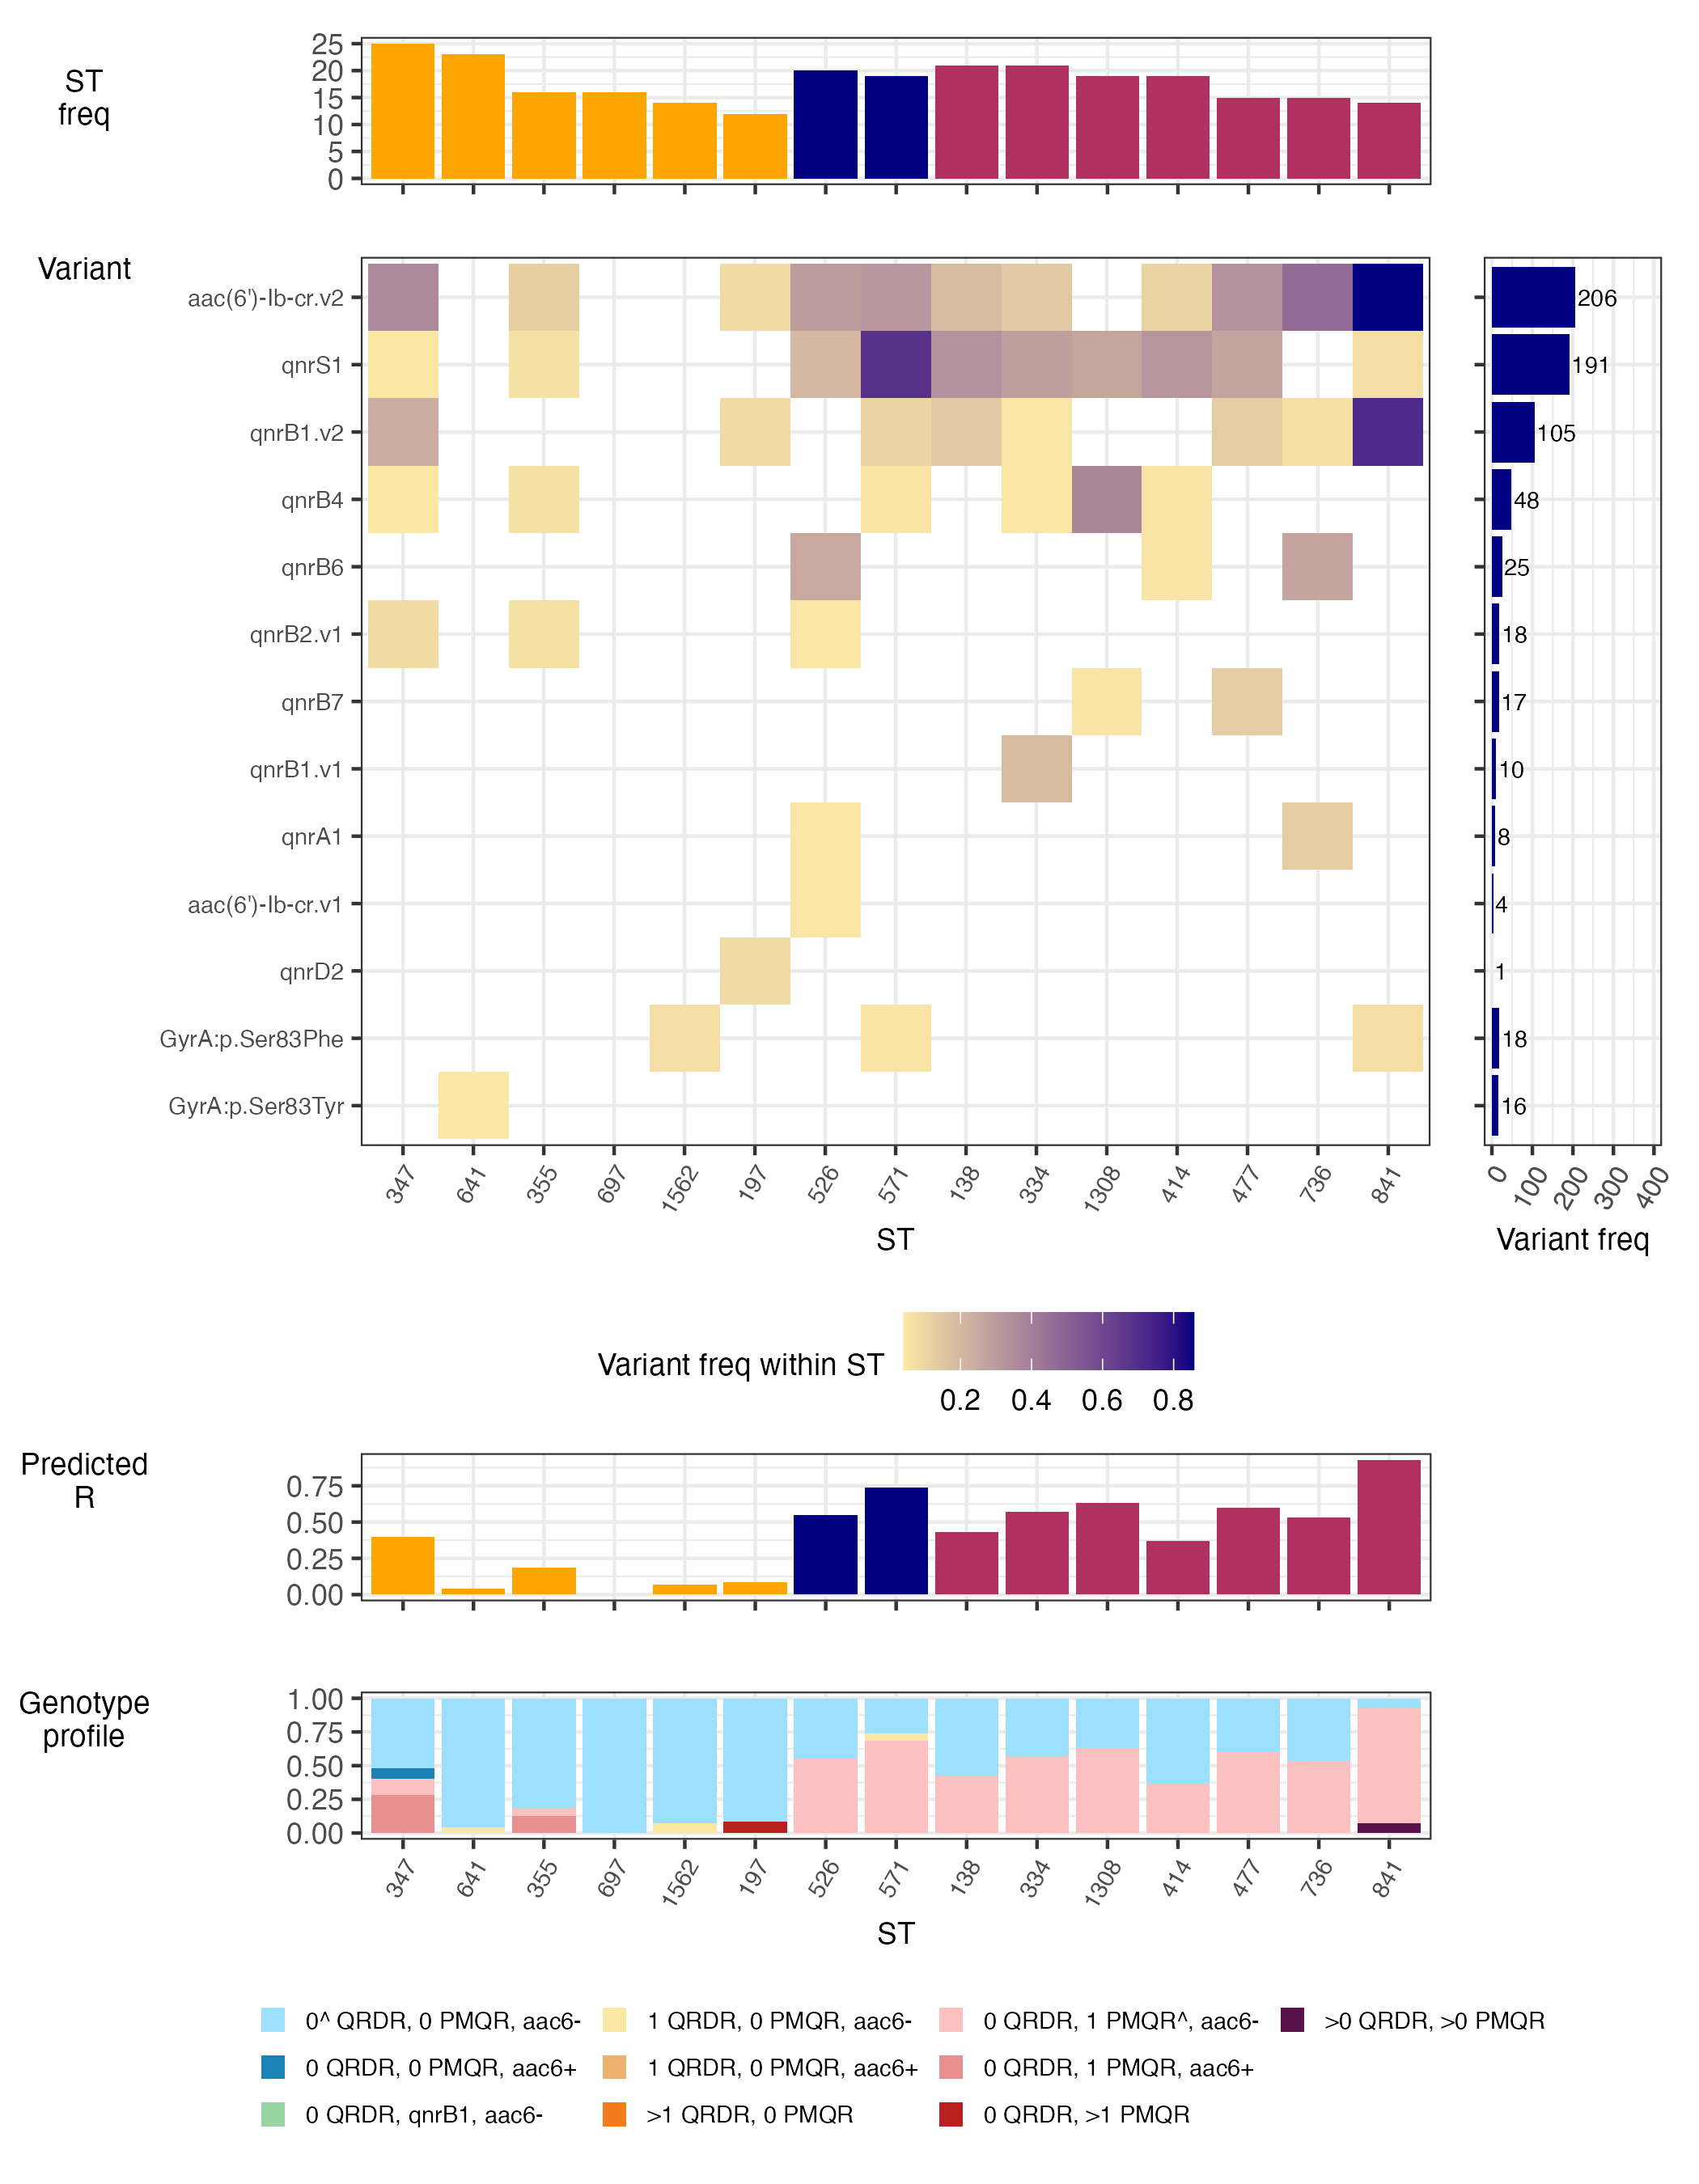 ST
freq
25
20
15
10
5
0
Variant
aac(6')-Ib-cr.v2
qnrS1
qnrB1.v2
qnrB4
qnrB6
qnrB2.v1
qnrB7
qnrB1.v1
qnrA1
aac(6')-Ib-cr.v1
qnrD2
GyrA:p.Ser83Phe
GyrA:p.Ser83Tyr
206
191
105
48
25
18
17
10
8
4
1
18
16
347 641 355 697 1562 197 526 571 138 334 1308 414 477 736 841
0 100 200 300 400
ST
Variant freq
Variant freq within ST
0.2 0.4 0.6 0.8
Predicted
R
0.75
0.50
0.25
0.00
Genotype
profile
1.00
0.75
0.50
0.25
0.00
347 641 355 697 1562 197 526 571 138 334 1308 414 477 736 841
ST
0^ QRDR, 0 PMQR, aac6-
1 QRDR, 0 PMQR, aac6-
0 QRDR, 1 PMQR^, aac6-
>0 QRDR, >0 PMQR
0 QRDR, 0 PMQR, aac6+
1 QRDR, 0 PMQR, aac6+
0 QRDR, 1 PMQR, aac6+
0 QRDR, qnrB1, aac6-
>1 QRDR, 0 PMQR
0 QRDR, >1 PMQR